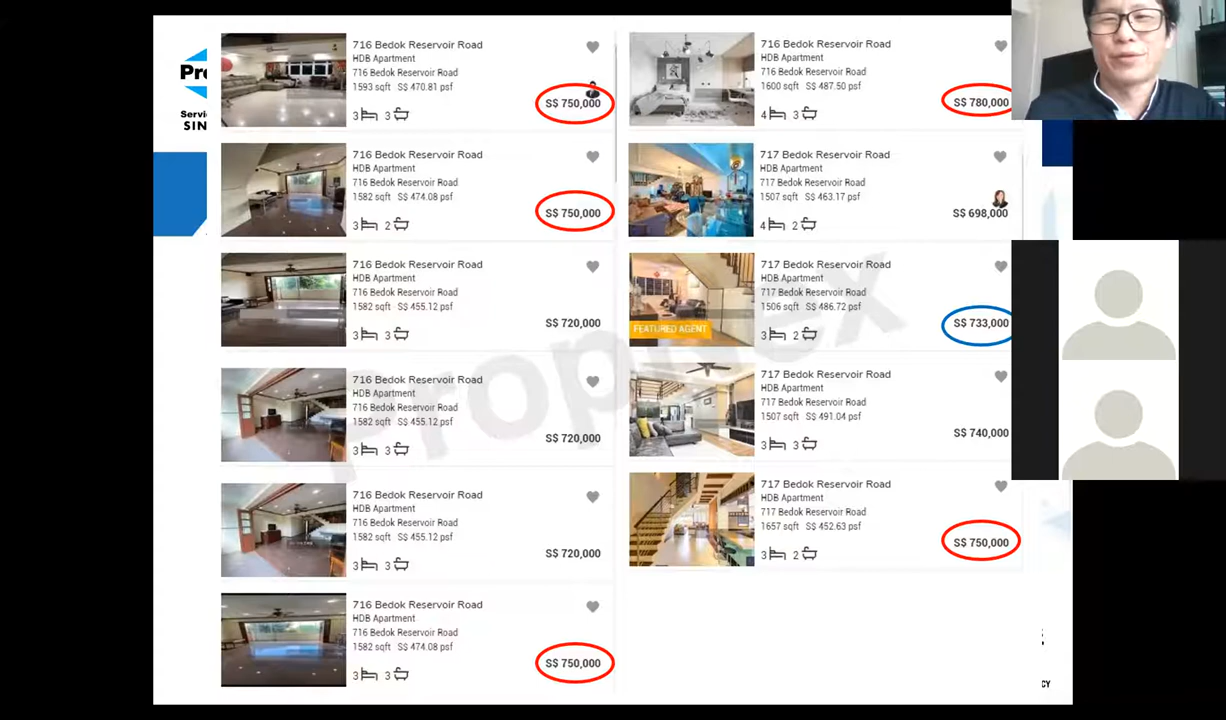 Pro
Servic
SIN
716 Bedok Reservoir Road
HDB Apartment
716 Bedok Reservoir Road
1593 sqft S$ 470.81 psf
S$ 750,000
3 3
716 Bedok Reservoir Road
HDB Apartment
716 Bedok Reservoir Road
1582 sqft S$ 474.08 psf
S$ 750,000
3 2
716 Bedok Reservoir Road
HDB Apartment
716 Bedok Reservoir Road
1582 sqft S$ 455.12 psf
S$ 720,000
3 3
716 Bedok Reservoir Road
HDB Apartment
716 Bedok Reservoir Road
1582 sqft S$ 455.12 psf
S$ 720,000
3 3
716 Bedok Reservoir Road
HDB Apartment
716 Bedok Reservoir Road
1582 sqft S$ 455.12 psf
S$ 720,000
3 3
716 Bedok Reservoir Road
HDB Apartment
716 Bedok Reservoir Road
1582 sqft S$ 474.08 psf
S$ 750,000
3 3
716 Bedok Reservoir Road
HDB Apartment
716 Bedok Reservoir Road
1600 sqft S$ 487.50 psf
S$ 780,000
4 3
717 Bedok Reservoir Road
HDB Apartment
717 Bedok Reservoir Road
1507 sqft S$ 463.17 psf
S$ 698,000
4 2
717 Bedok Reservoir Road
HDB Apartment
717 Bedok Reservoir Road
1506 sqft S$ 486.72 psf
FEATURED AGENT
S$ 733,000
3 2
717 Bedok Reservoir Road
HDB Apartment
717 Bedok Reservoir Road
1507 sqft S$ 491.04 psf
S$ 740,000
3 3
717 Bedok Reservoir Road
HDB Apartment
717 Bedok Reservoir Road
1657 sqft S$ 452.63 psf
S$ 750,000
3 2
PropNex
CY